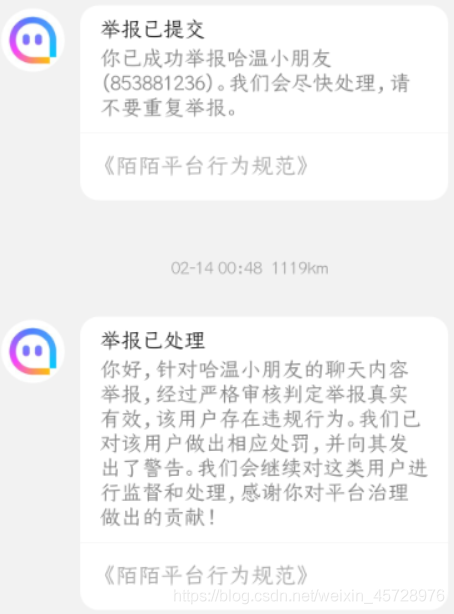 举报已提交
你已成功举报哈温小朋友
(853881236)。我们会尽快处理,请
不要重复举报。
《陌陌平台行为规范》
02-14 00:48 1119km
举报已处理
你好,针对哈温小朋友的聊天内容
举报,经过严格审核判定举报真实
有效,该用户存在违规行为。我们已
对该用户做出相应处罚,并向其发
出了警告。我们会继续对这类用户进
行监督和处理,感谢你对平台治理
做出的贡献!
《陌陌平台行为规范》
https://blog.csdn.net/weixin_45728976